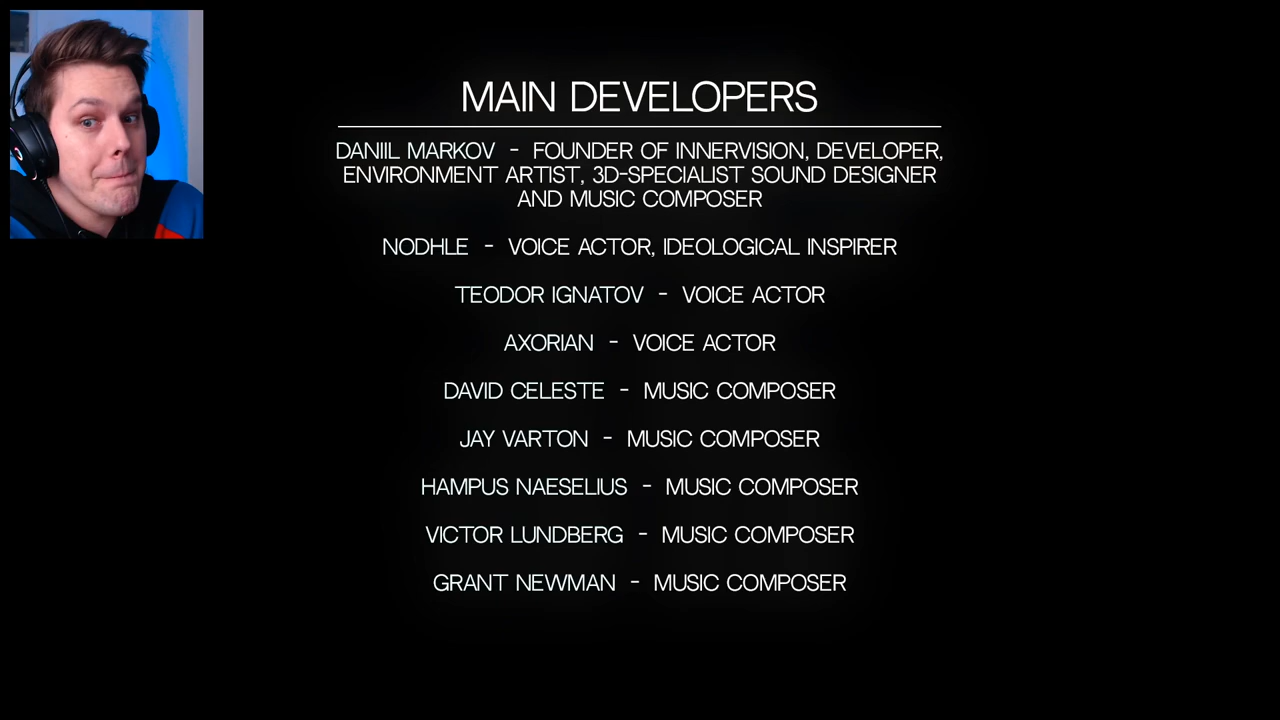 MAIN DEVELOPERS
DANIIL MARKOV - FOUNDER OF INNERVISION, DEVELOPER,
ENVIRONMENT ARTIST, 3D-SPECIALIST SOUND DESIGNER
AND MUSIC COMPOSER
NODHLE - VOICE ACTOR, IDEOLOGICAL INSPIRER
TEODOR IGNATOV - VOICE ACTOR
AXORIAN - VOICE ACTOR
DAVID CELESTE - MUSIC COMPOSER
JAY VARTON - MUSIC COMPOSER
HAMPUS NAESELIUS - MUSIC COMPOSER
VICTOR LUNDBERG - MUSIC COMPOSER
GRANT NEWMAN - MUSIC COMPOSER